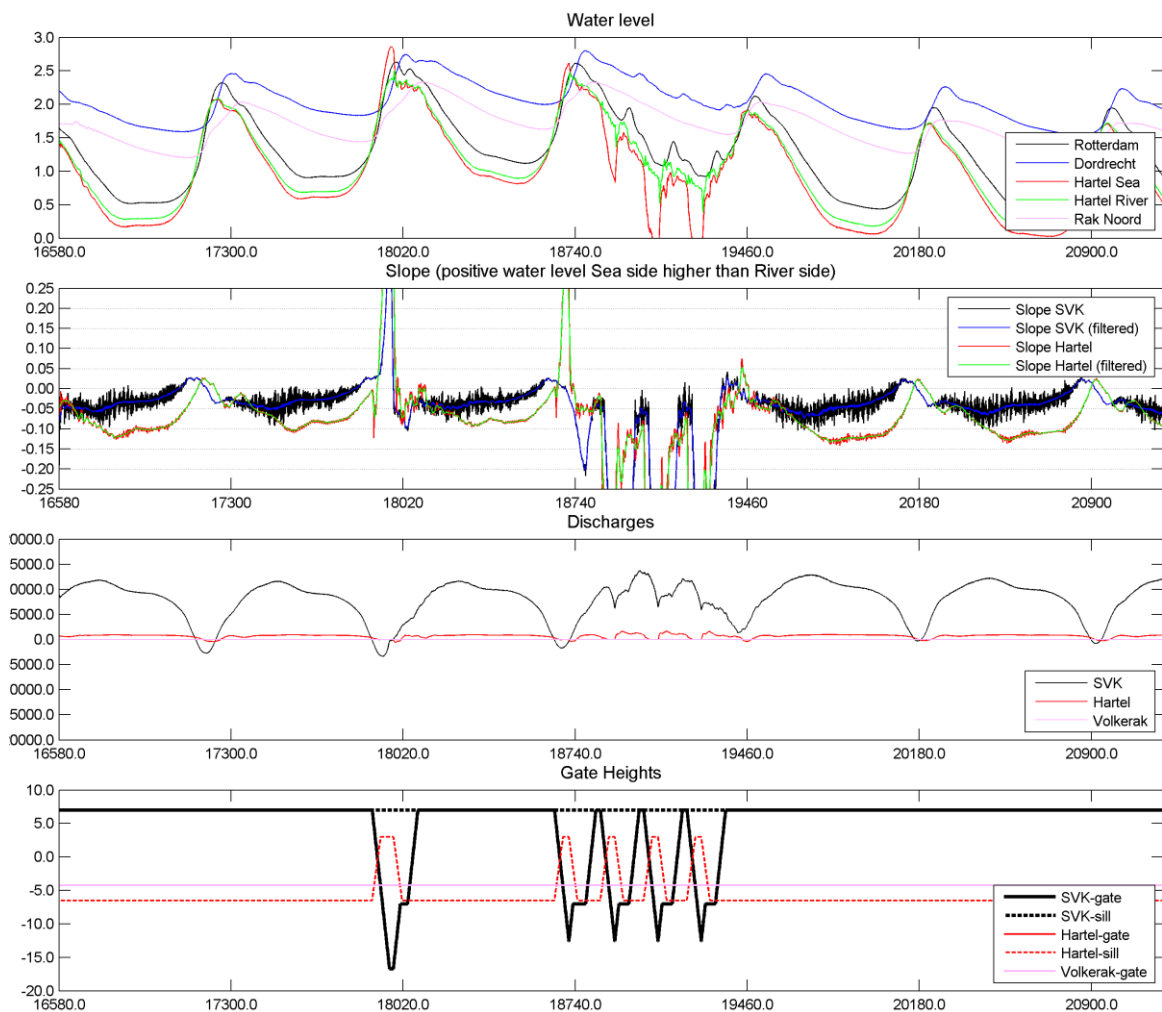 Water level
3.0
2.5
2.0
1.5
1.0
0.5
0.0
16580 17300 18020 18740 19460 20180 20900
Rotterdam
Dordrecht
Hartel Sea
Hartel River
Rak Noord
Slope (positive water level Sea side higher than River side)
0.25
0.20
0.15
0.10
0.05
0.00
-0.05
-0.10
-0.15
-0.20
-0.25
16580 17300 18020 18740 19460 20180 20900
Slope SVK
Slope SVK (filtered)
Slope Hartel
Slope Hartel (filtered)
Discharges
0000.0
5000.0
0000.0
5000.0
0.0
5000.0
0000.0
5000.0
0000.0
16580.0 17300.0 18020.0 18740.0 19460.0 20180.0 20900.0
SVK
Hartel
Volkerak
Gate Heights
10.0
5.0
0.0
-5.0
-10.0
-15.0
-20.0
16580.0 17300.0 18020.0 18740.0 19460.0 20180.0 20900.0
SVK-gate
SVK-sill
Hartel-gate
Hartel-sill
Volkerak-gate